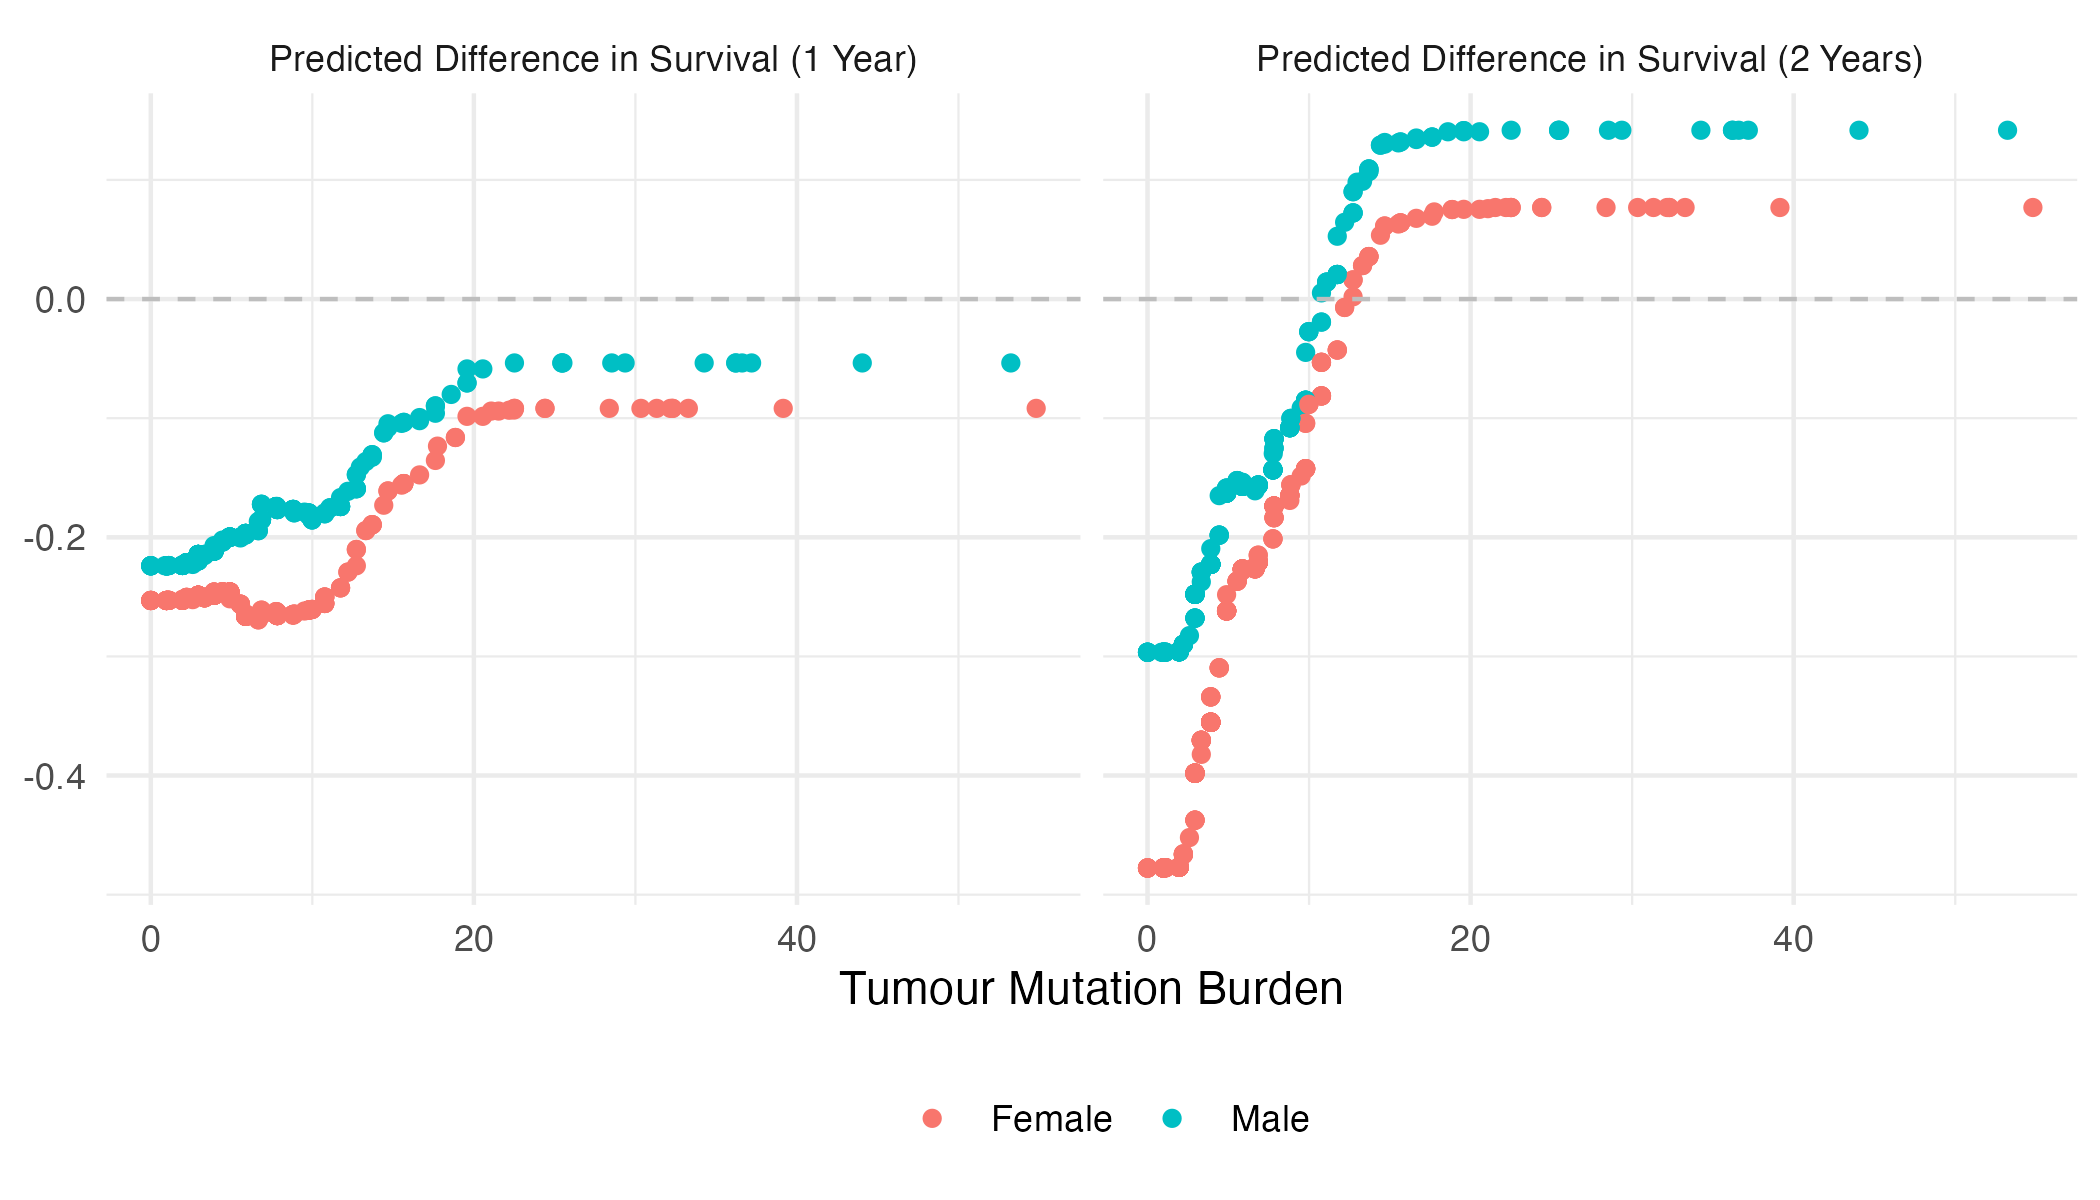 Predicted Difference in Survival (1 Year)
Predicted Difference in Survival (2 Years)
0.0
-0.2
-0.4
0 20 40
0 20 40
Tumour Mutation Burden
Female Male